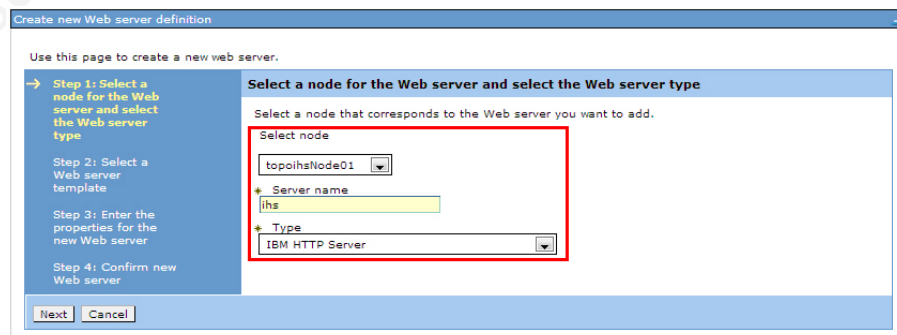 Create new Web server definition
Use this page to create a new web server.
Step 1: Select a
node for the Web
server and select
the Web server
type
Step 2: Select a
Web server
template
Step 3: Enter the
properties for the
new Web server
Step 4: Confirm new
Web server
Select a node for the Web server and select the Web server type
Select a node that corresponds to the Web server you want to add.
Select node
topoihsNode01
Server name
ihs
Type
IBM HTTP Server
Next Cancel